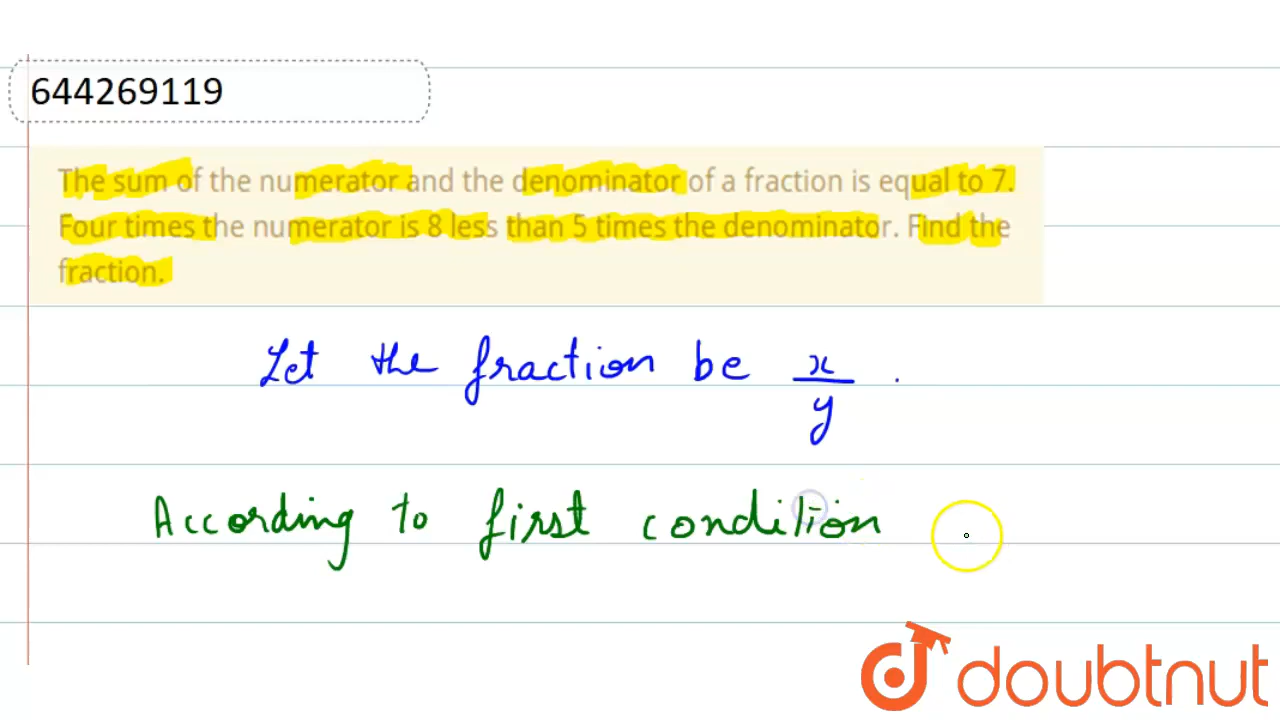 644269119
The sum of the numerator and the denominator of a fraction is equal to 7.
Four times the numerator is 8 less than 5 times the denominator. Find the
fraction.
Let the fraction be x/y .
According to first condition
doubtnut